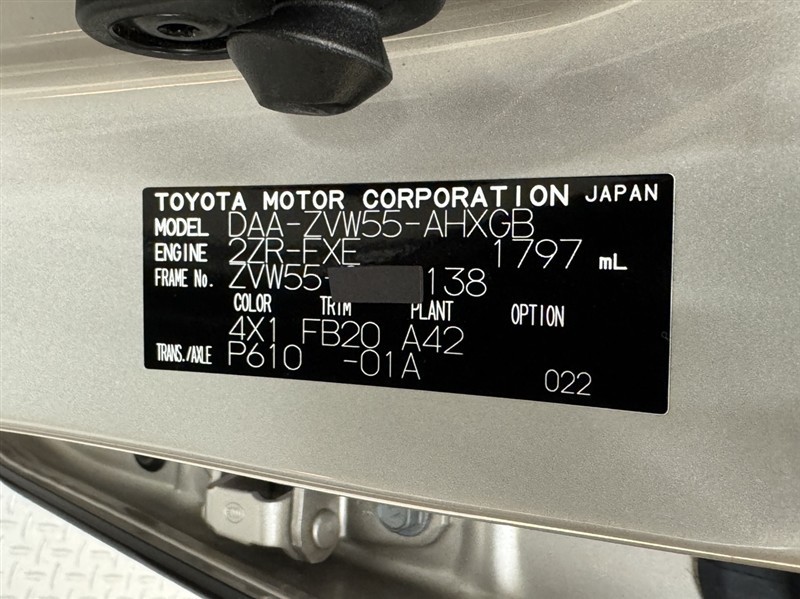 TOYOTA MOTOR CORPORATION JAPAN
MODEL DAA-ZVW55-AHXGB
ENGINE 2ZR-FXE 1797 mL
FRAME No. ZVW55- 138
COLOR TRIM PLANT OPTION
4X1 FB20 A42
TRANS./AXLE P610 -01A
022